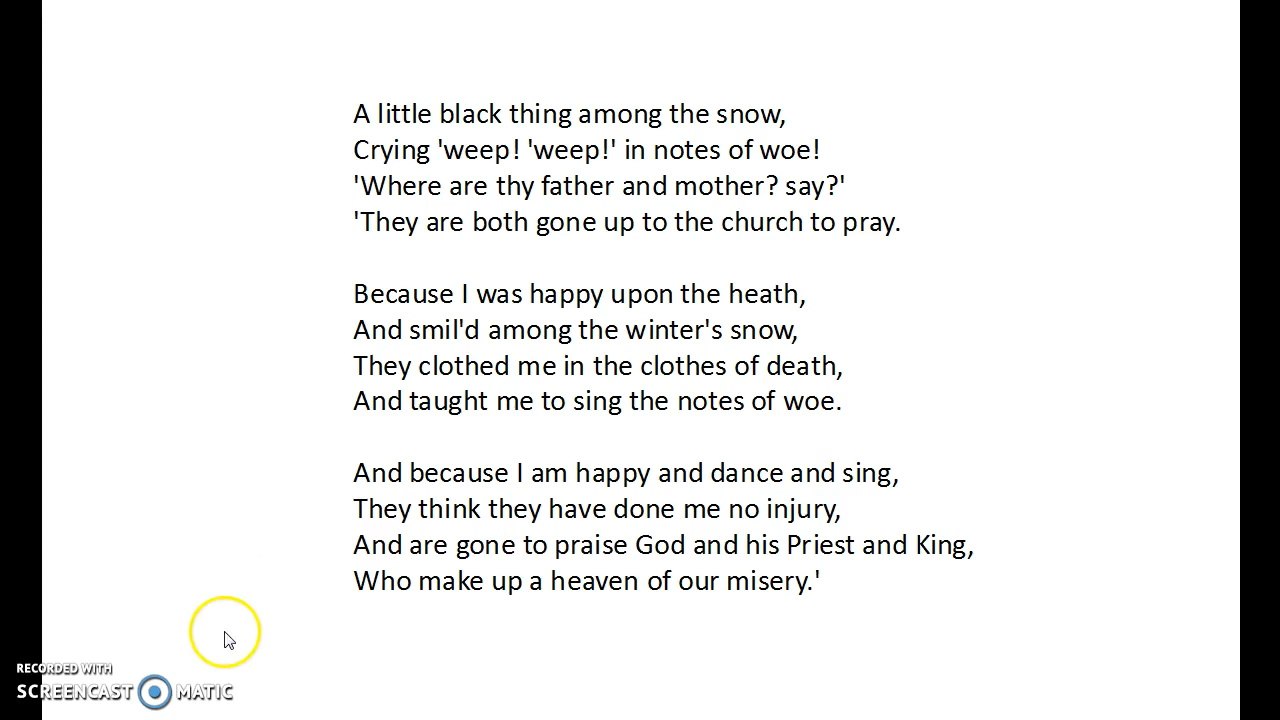 A little black thing among the snow,
Crying 'weep! 'weep!' in notes of woe!
'Where are thy father and mother? say?'
'They are both gone up to the church to pray.
Because I was happy upon the heath,
And smil'd among the winter's snow,
They clothed me in the clothes of death,
And taught me to sing the notes of woe.
And because I am happy and dance and sing,
They think they have done me no injury,
And are gone to praise God and his Priest and King,
Who make up a heaven of our misery.'
RECORDED WITH
SCREENCAST MATIC